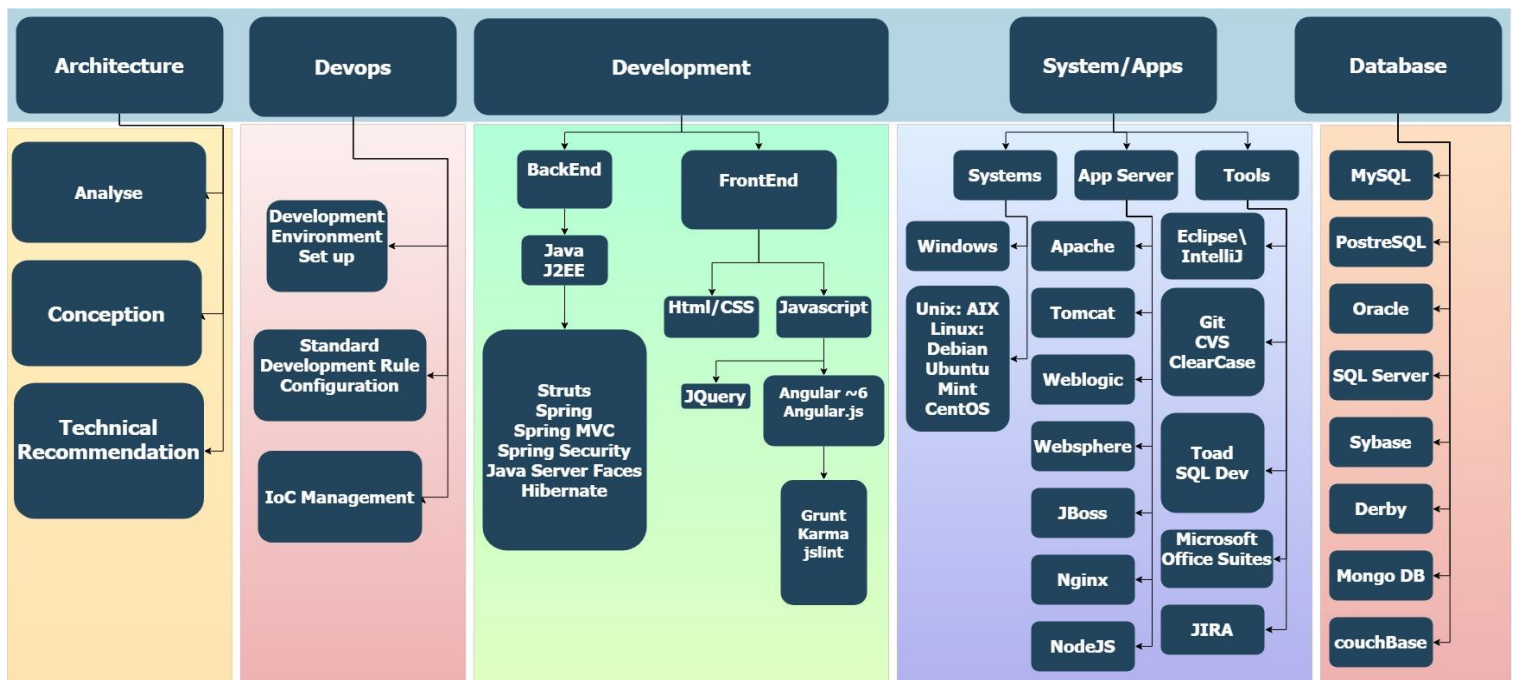 Architecture
Devops
Development
System/Apps
Database
Analyse
Conception
Technical
Recommendation
Development
Environment
Set up
Standard
Development Rule
Configuration
IoC Management
BackEnd
Java
J2EE
Struts
Spring
Spring MVC
Spring Security
Java Server Faces
Hibernate
FrontEnd
Html/CSS
Javascript
JQuery
Angular ~6
Angular.js
Grunt
Karma
jslint
Systems
Windows
Unix: AIX
Linux:
Debian
Ubuntu
Mint
CentOS
App Server
Apache
Tomcat
Weblogic
Websphere
JBoss
Nginx
NodeJS
Tools
Eclipse\
IntelliJ
Git
CVS
ClearCase
Toad
SQL Dev
Microsoft
Office Suites
JIRA
MySQL
PostreSQL
Oracle
SQL Server
Sybase
Derby
Mongo DB
couchBase